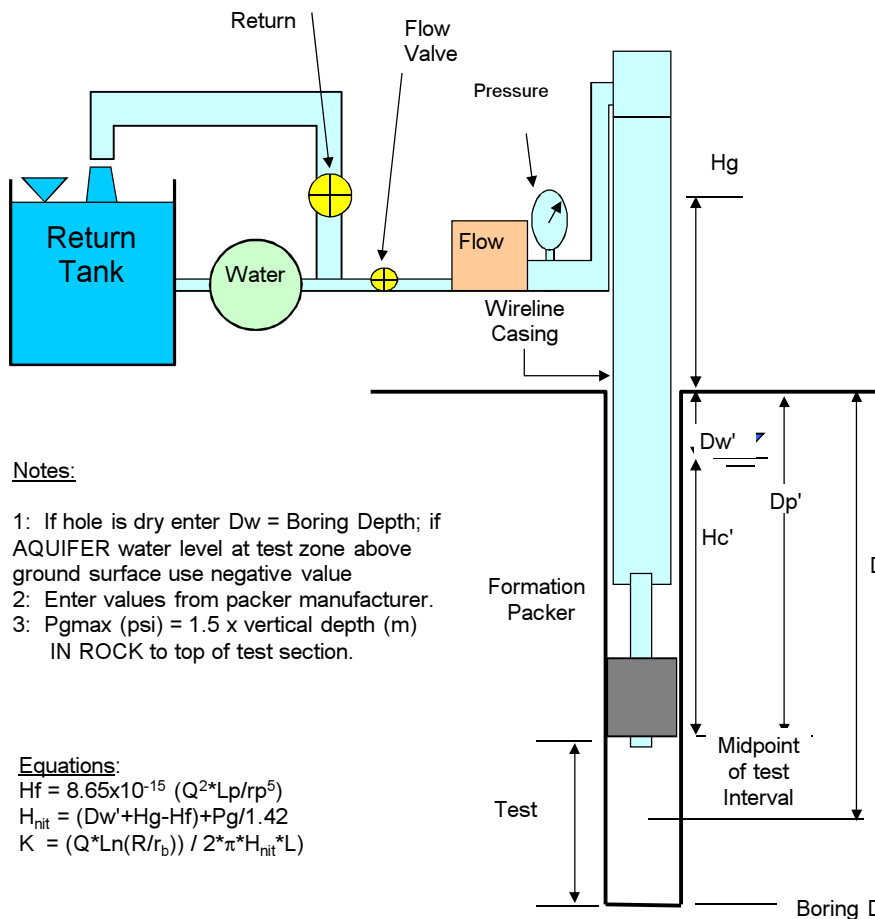 Return
Flow
Valve
Pressure
Hg
Return
Tank
Water
Flow
Wireline
Casing
Dw'
Dp'
Hc'
D
Notes:
1: If hole is dry enter Dw = Boring Depth; if
AQUIFER water level at test zone above
ground surface use negative value
2: Enter values from packer manufacturer.
3: Pgmax (psi) = 1.5 x vertical depth (m)
IN ROCK to top of test section.
Formation
Packer
Midpoint
of test
Interval
Test
Equations:
Hf = 8.65x10⁻¹⁵ (Q²*Lp/rp⁵)
Hₙᵢₜ = (Dw'+Hg-Hf)+Pg/1.42
K = (Q*Ln(R/r_b)) / 2*π*Hₙᵢₜ*L)
Boring D